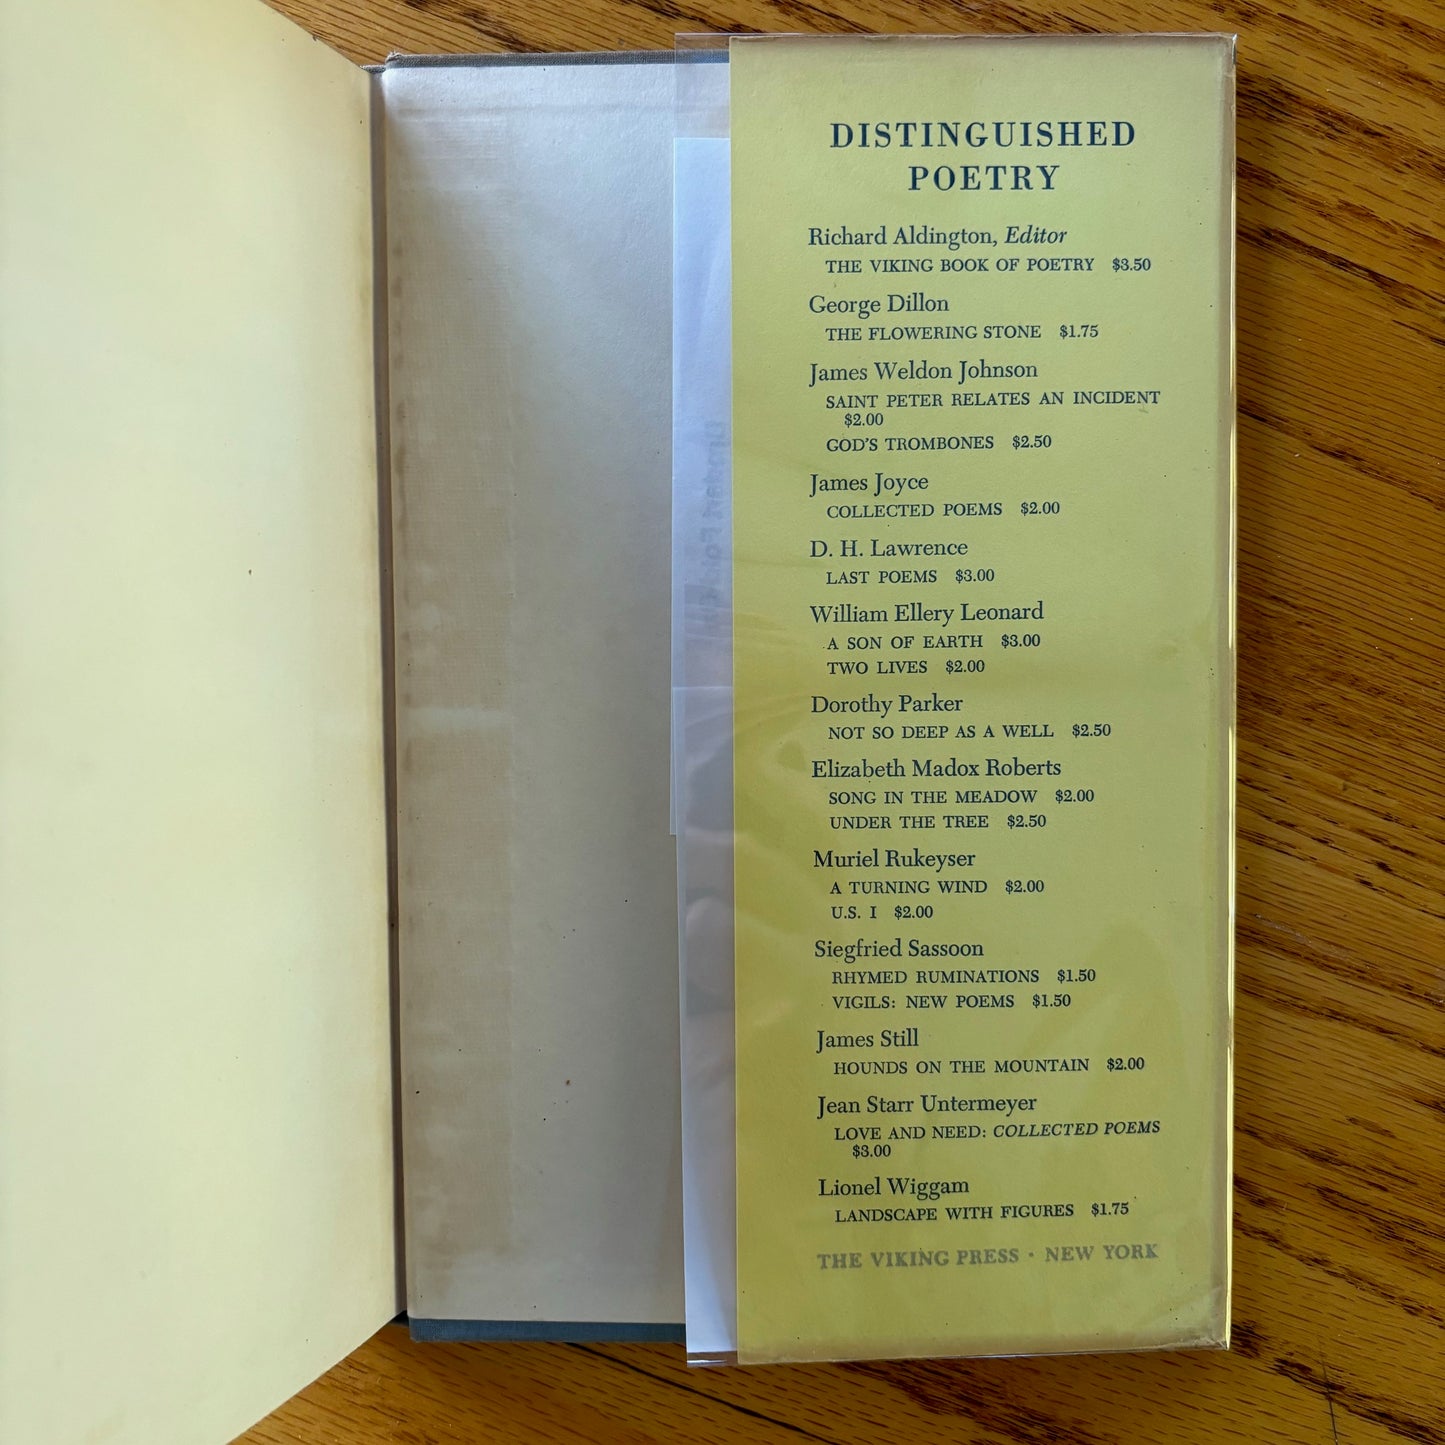 DISTINGUISHED
POETRY
Richard Aldington, Editor
THE VIKING BOOK OF POETRY $3.50
George Dillon
THE FLOWERING STONE $1.75
James Weldon Johnson
SAINT PETER RELATES AN INCIDENT
$2.00
GOD'S TROMBONES $2.50
James Joyce
COLLECTED POEMS $2.00
D. H. Lawrence
LAST POEMS $3.00
William Ellery Leonard
A SON OF EARTH $3.00
TWO LIVES $2.00
Dorothy Parker
NOT SO DEEP AS A WELL $2.50
Elizabeth Madox Roberts
SONG IN THE MEADOW $2.00
UNDER THE TREE $2.50
Muriel Rukeyser
A TURNING WIND $2.00
U.S. I $2.00
Siegfried Sassoon
RHYMED RUMINATIONS $1.50
VIGILS: NEW POEMS $1.50
James Still
HOUNDS ON THE MOUNTAIN $2.00
Jean Starr Untermeyer
LOVE AND NEED: COLLECTED POEMS
$3.00
Lionel Wiggam
LANDSCAPE WITH FIGURES $1.75
THE VIKING PRESS · NEW YORK